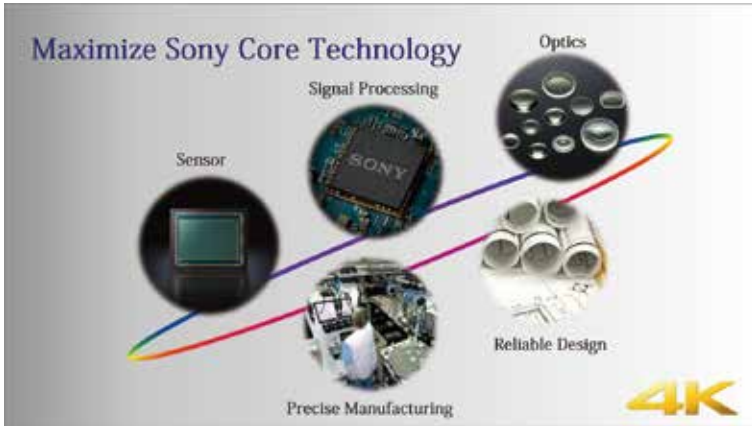 Maximize Sony Core Technology
Optics
Signal Processing
Sensor
SONY
Reliable Design
Precise Manufacturing
4K